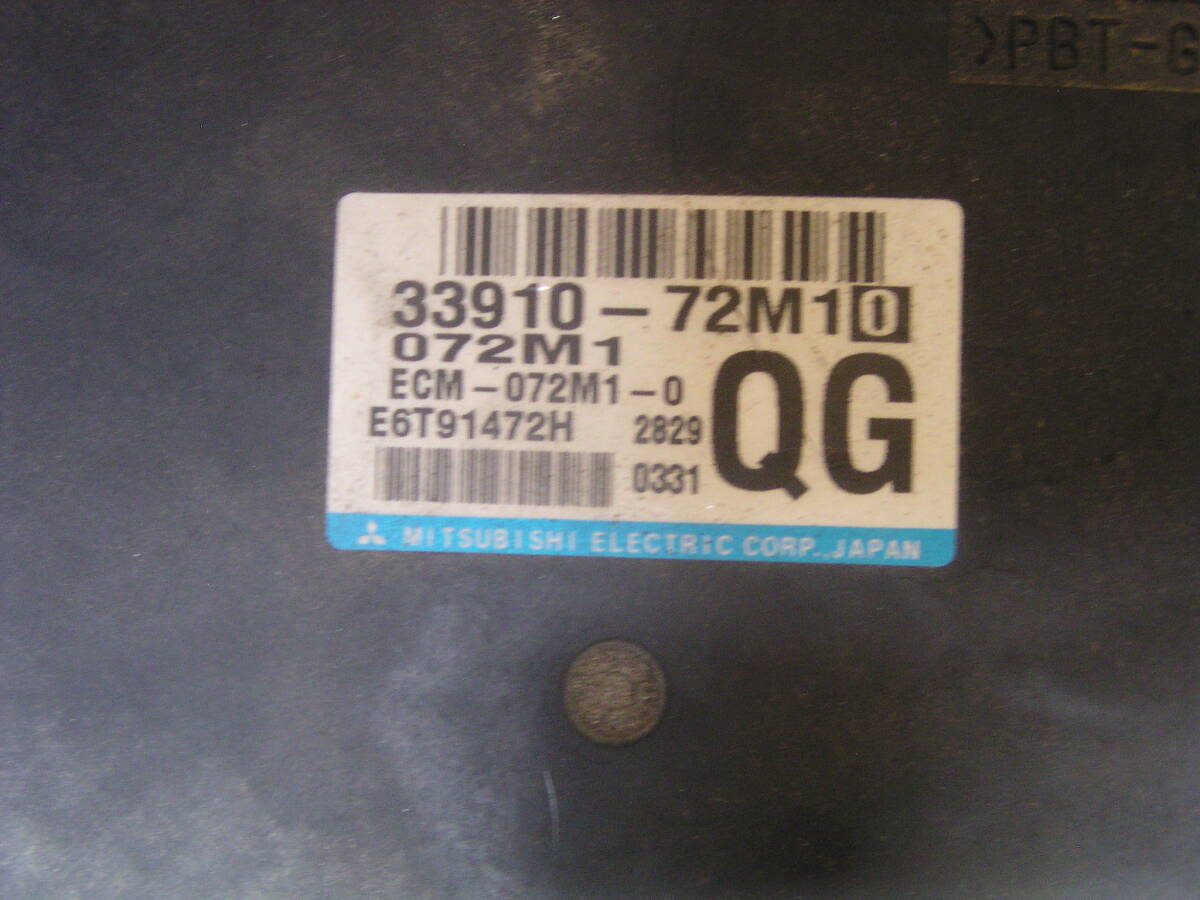 >PBT-G
33910-72M10
072M1
ECM-072M1-0
E6T91472H 2829
0331
QG
MITSUBISHI ELECTRIC CORP., JAPAN